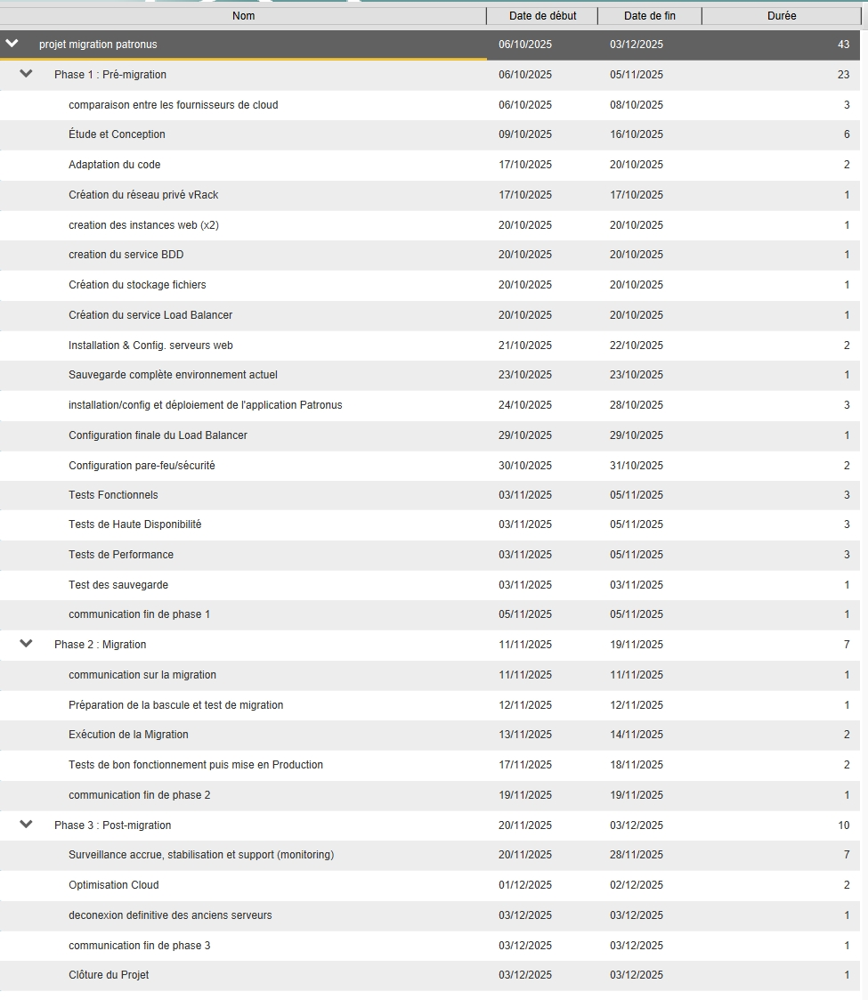 Nom Date de début Date de fin Durée
projet migration patronus 06/10/2025 03/12/2025 43
Phase 1 : Pré-migration 06/10/2025 05/11/2025 23
comparaison entre les fournisseurs de cloud 06/10/2025 08/10/2025 3
Étude et Conception 09/10/2025 16/10/2025 6
Adaptation du code 17/10/2025 20/10/2025 2
Création du réseau privé vRack 17/10/2025 17/10/2025 1
creation des instances web (x2) 20/10/2025 20/10/2025 1
creation du service BDD 20/10/2025 20/10/2025 1
Création du stockage fichiers 20/10/2025 20/10/2025 1
Création du service Load Balancer 20/10/2025 20/10/2025 1
Installation & Config. serveurs web 21/10/2025 22/10/2025 2
Sauvegarde complète environnement actuel 23/10/2025 23/10/2025 1
installation/config et déploiement de l'application Patronus 24/10/2025 28/10/2025 3
Configuration finale du Load Balancer 29/10/2025 29/10/2025 1
Configuration pare-feu/sécurité 30/10/2025 31/10/2025 2
Tests Fonctionnels 03/11/2025 05/11/2025 3
Tests de Haute Disponibilité 03/11/2025 05/11/2025 3
Tests de Performance 03/11/2025 05/11/2025 3
Test des sauvegarde 03/11/2025 03/11/2025 1
communication fin de phase 1 05/11/2025 05/11/2025 1
Phase 2 : Migration 11/11/2025 19/11/2025 7
communication sur la migration 11/11/2025 11/11/2025 1
Préparation de la bascule et test de migration 12/11/2025 12/11/2025 1
Exécution de la Migration 13/11/2025 14/11/2025 2
Tests de bon fonctionnement puis mise en Production 17/11/2025 18/11/2025 2
communication fin de phase 2 19/11/2025 19/11/2025 1
Phase 3 : Post-migration 20/11/2025 03/12/2025 10
Surveillance accrue, stabilisation et support (monitoring) 20/11/2025 28/11/2025 7
Optimisation Cloud 01/12/2025 02/12/2025 2
deconexion definitive des anciens serveurs 03/12/2025 03/12/2025 1
communication fin de phase 3 03/12/2025 03/12/2025 1
Clôture du Projet 03/12/2025 03/12/2025 1